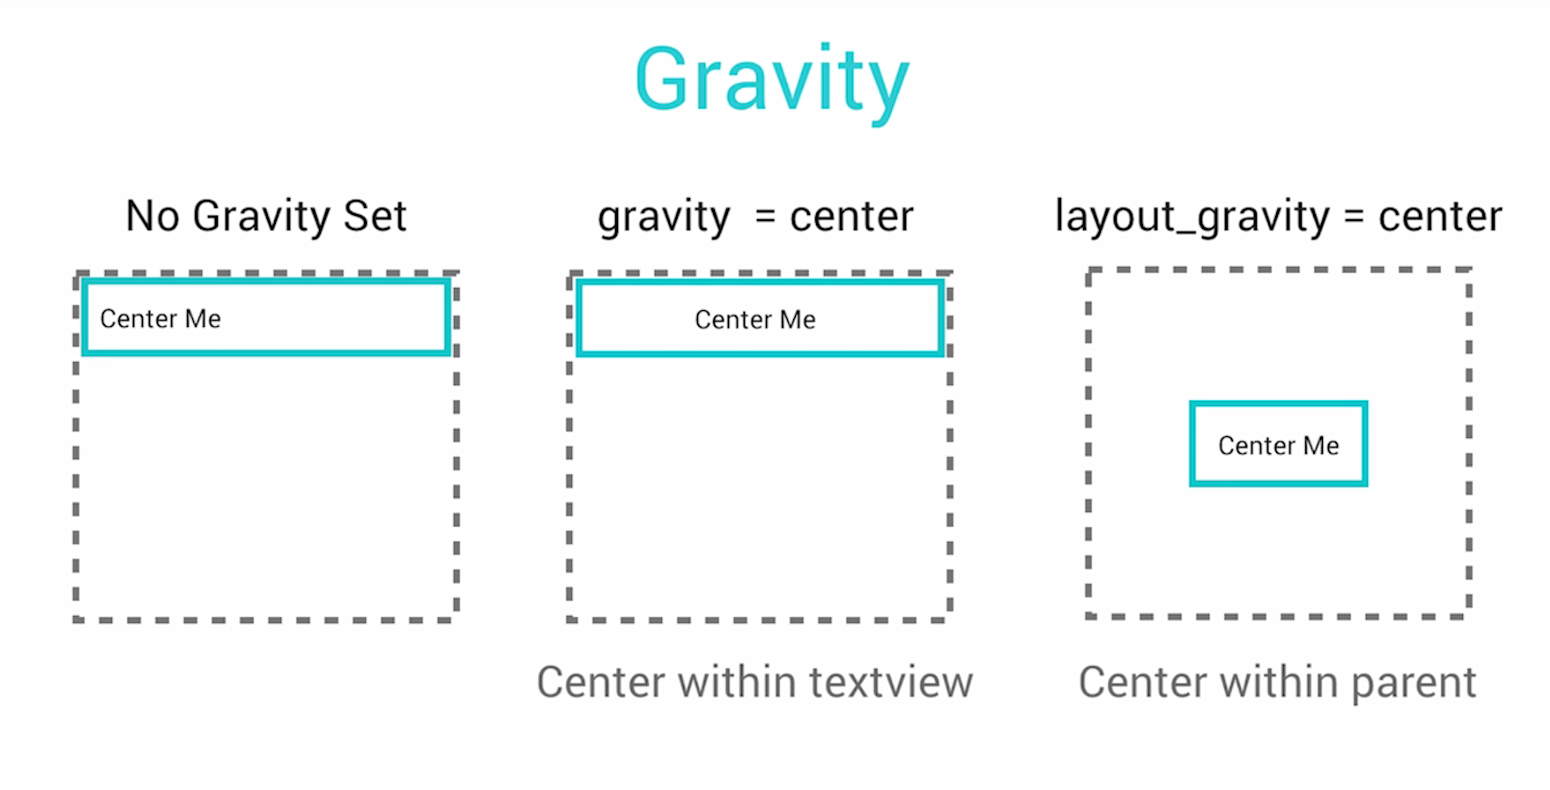 Gravity
No Gravity Set
gravity = center
layout_gravity = center
Center Me
Center Me
Center Me
Center within textview
Center within parent